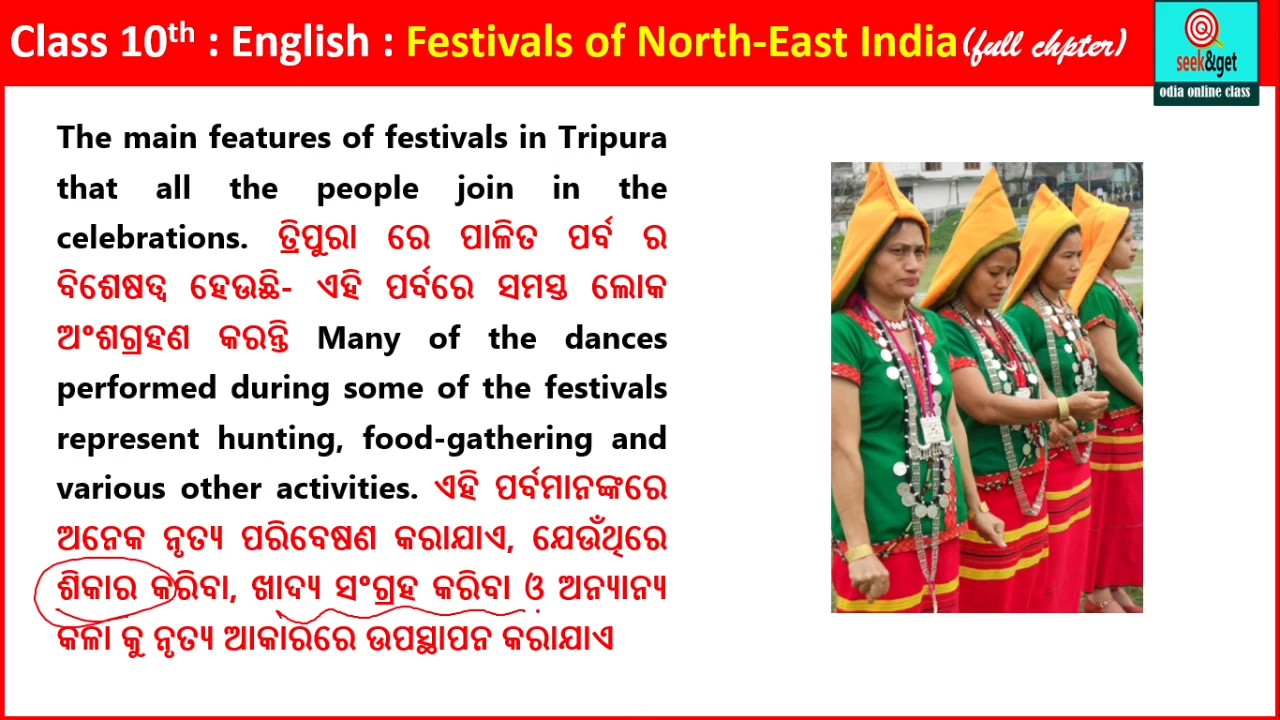 Class 10th : English : Festivals of North-East India (full chpter)
seek&get
odia online class
The main features of festivals in Tripura
that all the people join in the
celebrations. ତ୍ରିପୁରା ରେ ପାଳିତ ପର୍ବ ର
ବିଶେଷତ୍ୱ ହେଉଛି- ଏହି ପର୍ବରେ ସମସ୍ତ ଲୋକ
ଅଂଶଗ୍ରହଣ କରନ୍ତି Many of the dances
performed during some of the festivals
represent hunting, food-gathering and
various other activities. ଏହି ପର୍ବମାନଙ୍କରେ
ଅନେକ ନୃତ୍ୟ ପରିବେଷଣ କରାଯାଏ, ଯେଉଁଥିରେ
ଶିକାର କରିବା, ଖାଦ୍ୟ ସଂଗ୍ରହ କରିବା ଓ ଅନ୍ୟାନ୍ୟ
କଳା କୁ ନୃତ୍ୟ ଆକାରରେ ଉପସ୍ଥାପନ କରାଯାଏ